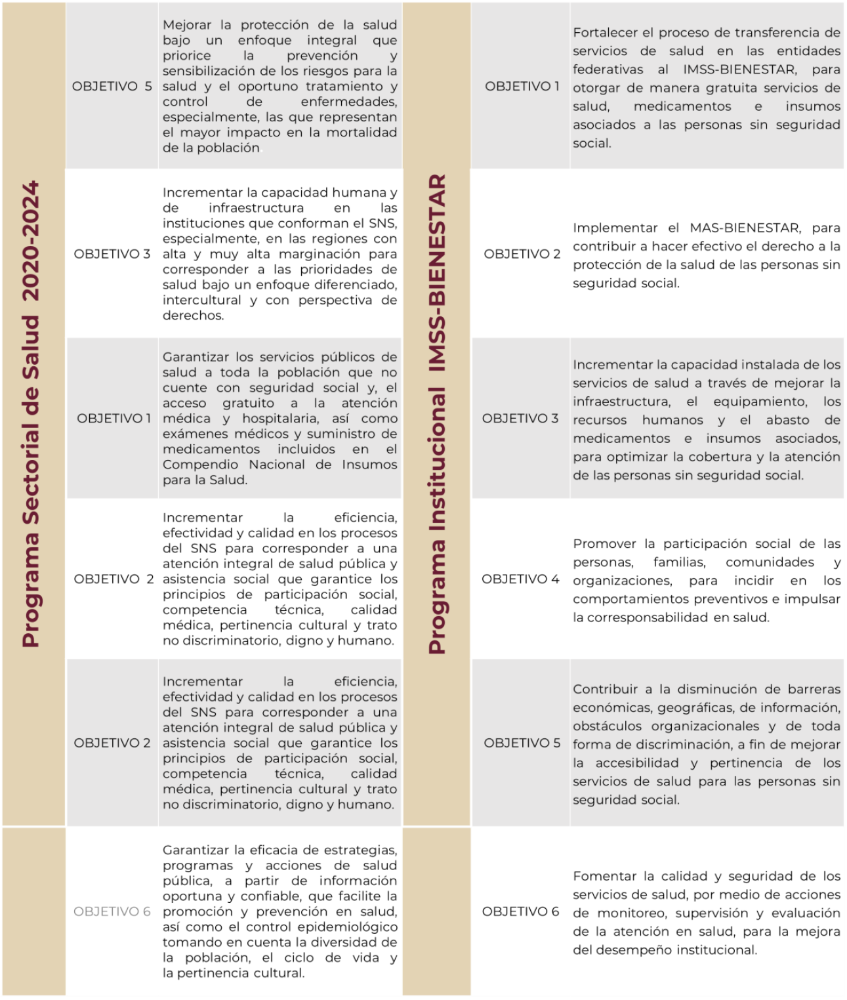 Programa Sectorial de Salud 2020-2024
OBJETIVO 5
Mejorar la protección de la salud
bajo un enfoque integral que
priorice la prevención y
sensibilización de los riesgos para la
salud y el oportuno tratamiento y
control de enfermedades,
especialmente, las que representan
el mayor impacto en la mortalidad
de la población.
Programa Institucional IMSS-BIENESTAR
OBJETIVO 1
Fortalecer el proceso de transferencia de
servicios de salud en las entidades
federativas al IMSS-BIENESTAR, para
otorgar de manera gratuita servicios de
salud, medicamentos e insumos
asociados a las personas sin seguridad
social.
OBJETIVO 3
Incrementar la capacidad humana y
de infraestructura en las
instituciones que conforman el SNS,
especialmente, en las regiones con
alta y muy alta marginación para
corresponder a las prioridades de
salud bajo un enfoque diferenciado,
intercultural y con perspectiva de
derechos.
OBJETIVO 2
Implementar el MAS-BIENESTAR, para
contribuir a hacer efectivo el derecho a la
protección de la salud de las personas sin
seguridad social.
OBJETIVO 1
Garantizar los servicios públicos de
salud a toda la población que no
cuente con seguridad social y, el
acceso gratuito a la atención
médica y hospitalaria, así como
exámenes médicos y suministro de
medicamentos incluidos en el
Compendio Nacional de Insumos
para la Salud.
OBJETIVO 3
Incrementar la capacidad instalada de los
servicios de salud a través de mejorar la
infraestructura, el equipamiento, los
recursos humanos y el abasto de
medicamentos e insumos asociados,
para optimizar la cobertura y la atención
de las personas sin seguridad social.
OBJETIVO 2
Incrementar la eficiencia,
efectividad y calidad en los procesos
del SNS para corresponder a una
atención integral de salud pública y
asistencia social que garantice los
principios de participación social,
competencia técnica, calidad
médica, pertinencia cultural y trato
no discriminatorio, digno y humano.
OBJETIVO 4
Promover la participación social de las
personas, familias, comunidades y
organizaciones, para incidir en los
comportamientos preventivos e impulsar
la corresponsabilidad en salud.
OBJETIVO 2
Incrementar la eficiencia,
efectividad y calidad en los procesos
del SNS para corresponder a una
atención integral de salud pública y
asistencia social que garantice los
principios de participación social,
competencia técnica, calidad
médica, pertinencia cultural y trato
no discriminatorio, digno y humano.
OBJETIVO 5
Contribuir a la disminución de barreras
económicas, geográficas, de información,
obstáculos organizacionales y de toda
forma de discriminación, a fin de mejorar
la accesibilidad y pertinencia de los
servicios de salud para las personas sin
seguridad social.
OBJETIVO 6
Garantizar la eficacia de estrategias,
programas y acciones de salud
pública, a partir de información
oportuna y confiable, que facilite la
promoción y prevención en salud,
así como el control epidemiológico
tomando en cuenta la diversidad de
la población, el ciclo de vida y
la pertinencia cultural.
OBJETIVO 6
Fomentar la calidad y seguridad de los
servicios de salud, por medio de acciones
de monitoreo, supervisión y evaluación
de la atención en salud, para la mejora
del desempeño institucional.